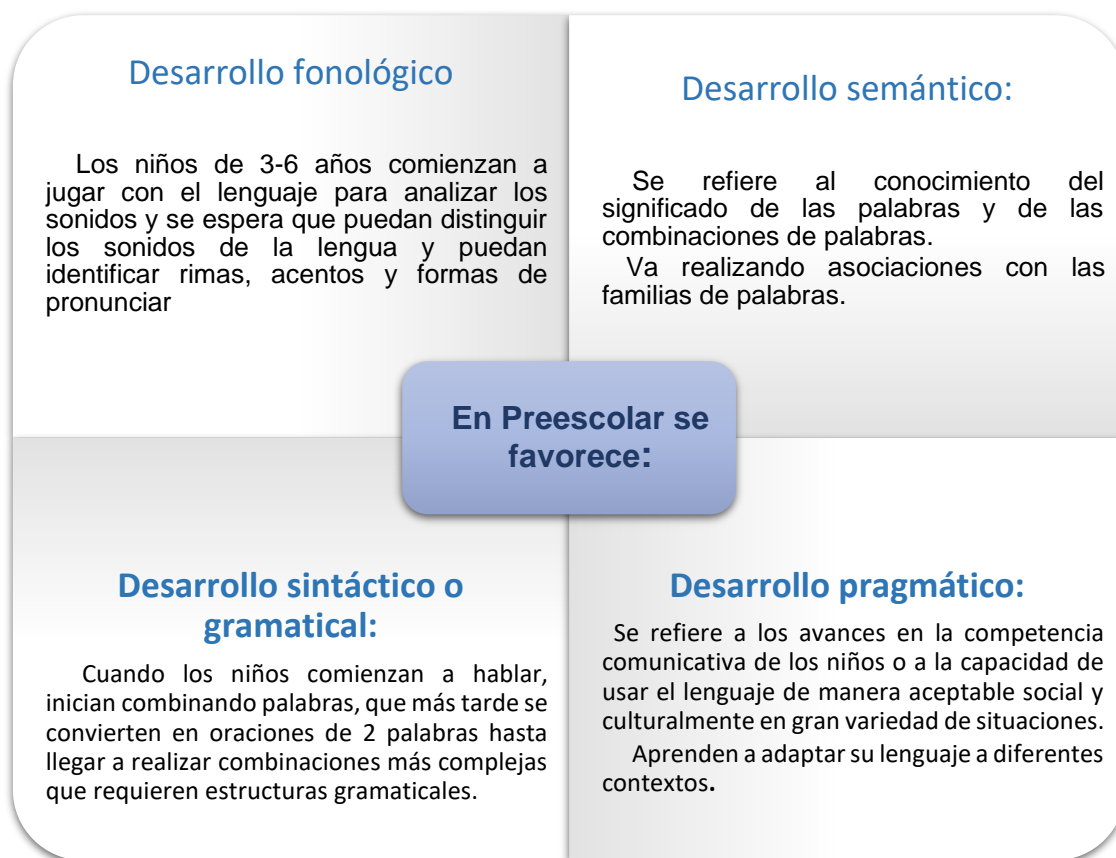 Desarrollo fonológico
Los niños de 3-6 años comienzan a
jugar con el lenguaje para analizar los
sonidos y se espera que puedan distinguir
los sonidos de la lengua y puedan
identificar rimas, acentos y formas de
pronunciar
Desarrollo semántico:
Se refiere al conocimiento del
significado de las palabras y de las
combinaciones de palabras.
Va realizando asociaciones con las
familias de palabras.
En Preescolar se
favorece:
Desarrollo sintáctico o
gramatical:
Cuando los niños comienzan a hablar,
inician combinando palabras, que más tarde se
convierten en oraciones de 2 palabras hasta
llegar a realizar combinaciones más complejas
que requieren estructuras gramaticales.
Desarrollo pragmático:
Se refiere a los avances en la competencia
comunicativa de los niños o a la capacidad de
usar el lenguaje de manera aceptable social y
culturalmente en gran variedad de situaciones.
Aprenden a adaptar su lenguaje a diferentes
contextos.